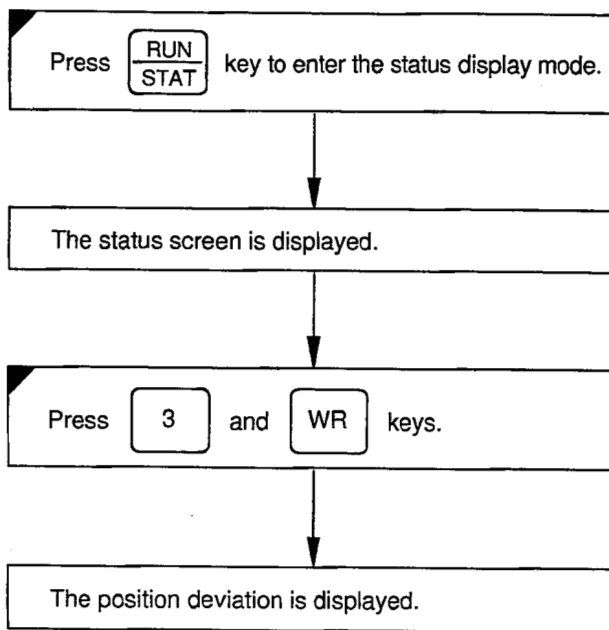 Press RUN STAT key to enter the status display mode.
The status screen is displayed.
Press 3 and WR keys.
The position deviation is displayed.